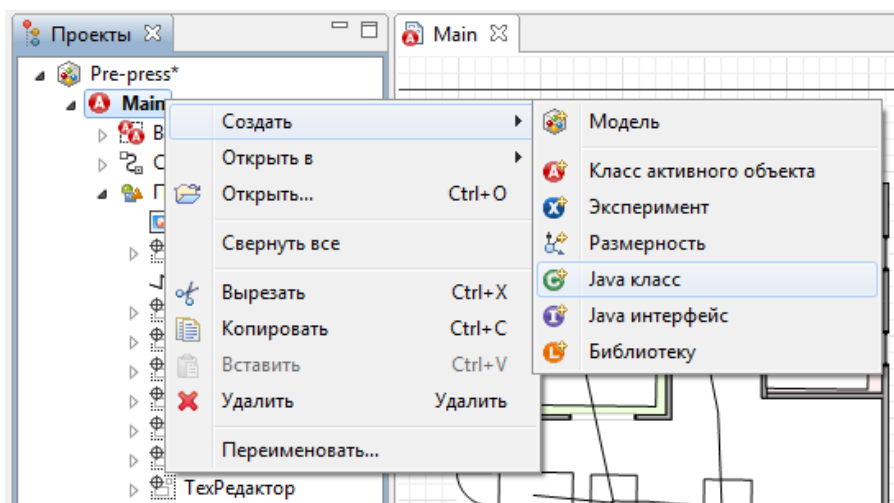 Проекты
Main
Pre-press*
Main
В
С
П
Создать
Открыть в
Открыть... Ctrl+O
Свернуть все
Вырезать Ctrl+X
Копировать Ctrl+C
Вставить Ctrl+V
Удалить Удалить
Переименовать...
Модель
Класс активного объекта
Эксперимент
Размерность
Java класс
Java интерфейс
Библиотеку
ТехРедактор